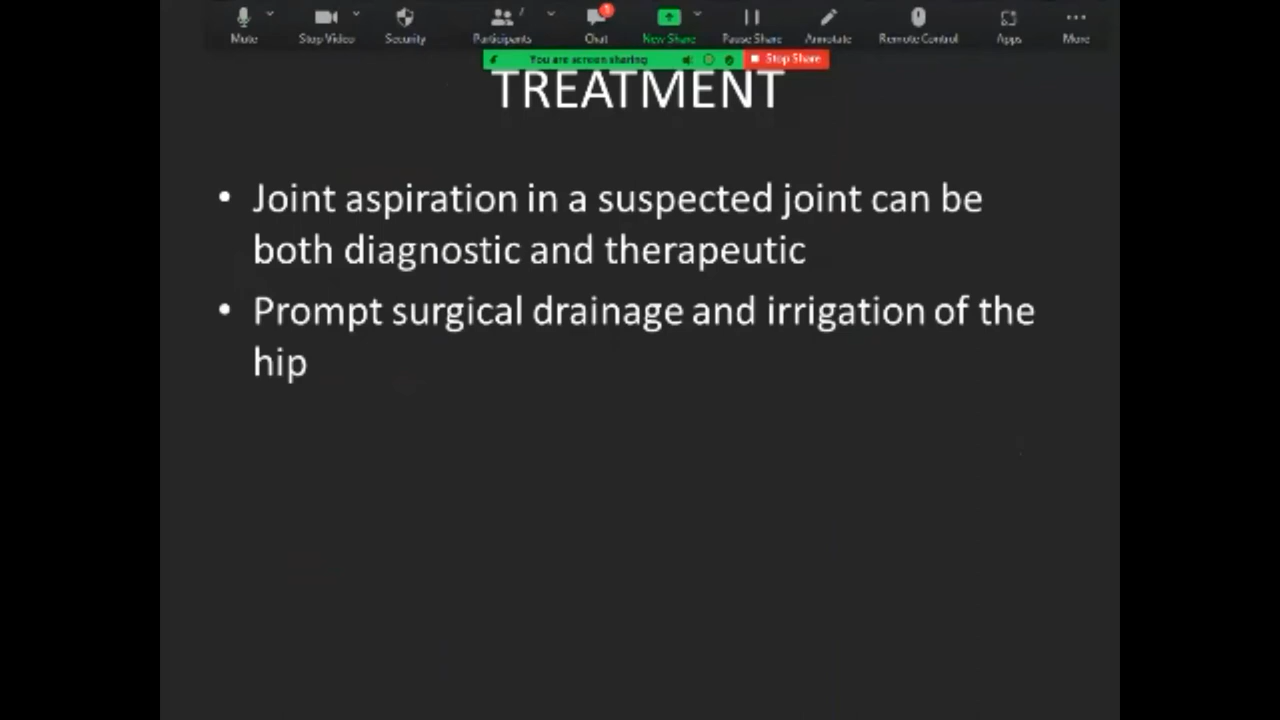 Mute Stop Video Security Participants 7 Chat 1 New Share Pause Share Annotate Remote Control Apps More
You are screen sharing Stop Share
TREATMENT
• Joint aspiration in a suspected joint can be
both diagnostic and therapeutic
• Prompt surgical drainage and irrigation of the
hip